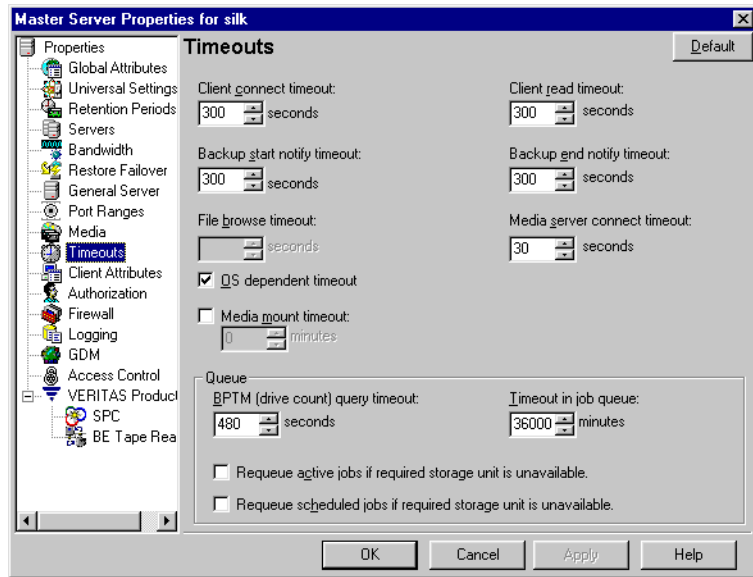 Master Server Properties for silk
Properties
Global Attributes
Universal Settings
Retention Periods
Servers
Bandwidth
Restore Failover
General Server
Port Ranges
Media
Timeouts
Client Attributes
Authorization
Firewall
Logging
GDM
Access Control
VERITAS Product
SPC
BE Tape Rea
Timeouts
Default
Client connect timeout:
300 seconds
Client read timeout:
300 seconds
Backup start notify timeout:
300 seconds
Backup end notify timeout:
300 seconds
File browse timeout:
seconds
Media server connect timeout:
30 seconds
OS dependent timeout
Media mount timeout:
0 minutes
Queue
BPTM (drive count) query timeout:
480 seconds
Timeout in job queue:
36000 minutes
Requeue active jobs if required storage unit is unavailable.
Requeue scheduled jobs if required storage unit is unavailable.
OK
Cancel
Apply
Help